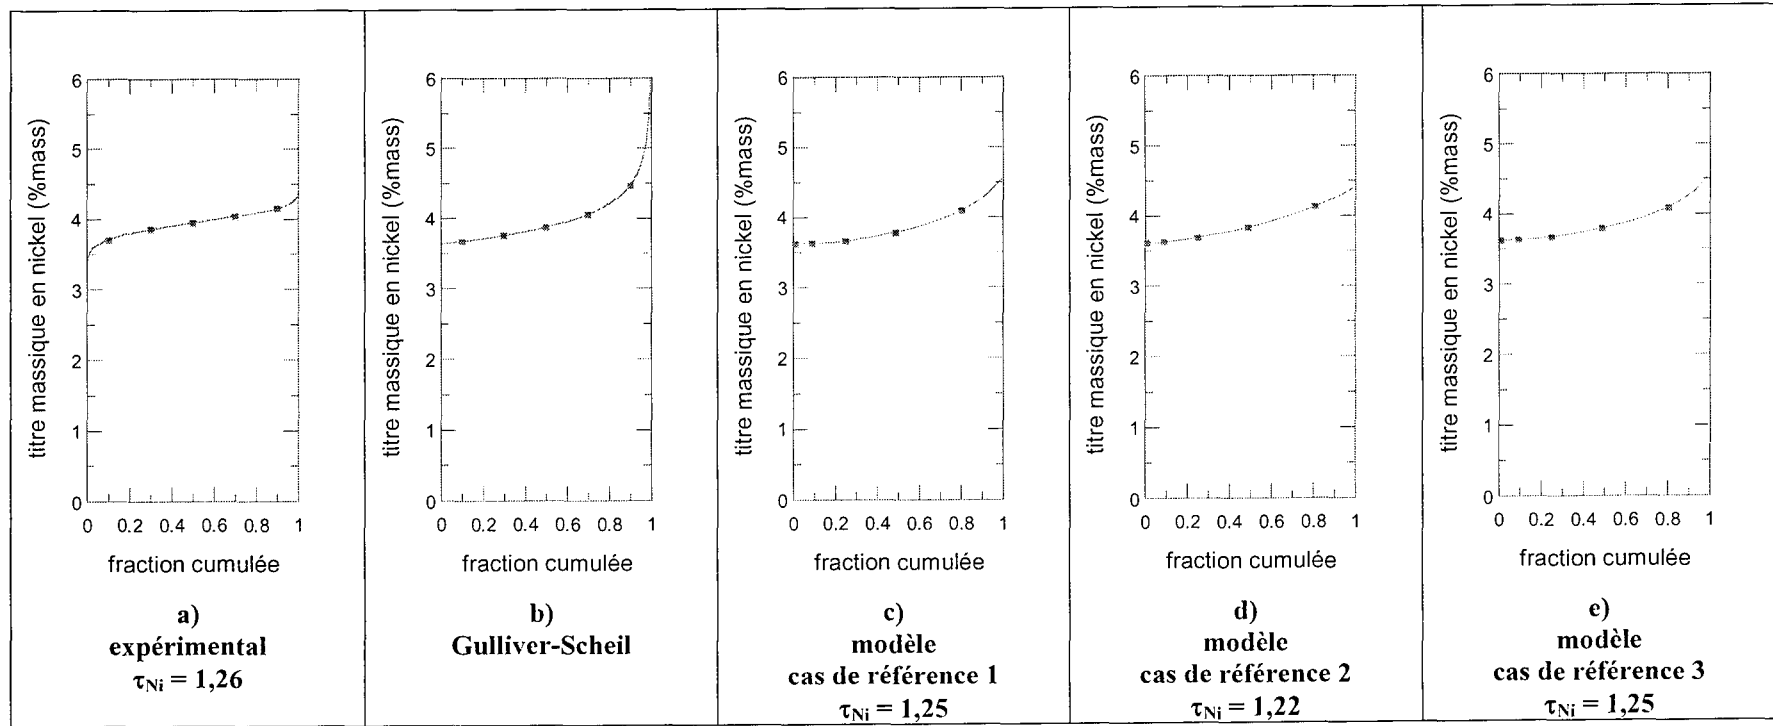 titre massique en nickel (%mass)
6
5
4
3
2
1
0
0 0.2 0.4 0.6 0.8 1
fraction cumulée
a)
expérimental
τNi = 1,26
titre massique en nickel (%mass)
6
5
4
3
2
1
0
0 0.2 0.4 0.6 0.8 1
fraction cumulée
b)
Gulliver-Scheil
titre massique en nickel (%mass)
6
5
4
3
2
1
0
0 0.2 0.4 0.6 0.8 1
fraction cumulée
c)
modèle
cas de référence 1
τNi = 1,25
titre massique en nickel (%mass)
6
5
4
3
2
1
0
0 0.2 0.4 0.6 0.8 1
fraction cumulée
d)
modèle
cas de référence 2
τNi = 1,22
titre massique en nickel (%mass)
6
5
4
3
2
1
0
0 0.2 0.4 0.6 0.8 1
fraction cumulée
e)
modèle
cas de référence 3
τNi = 1,25